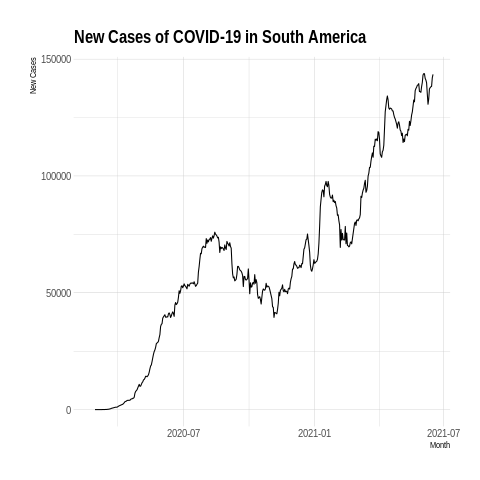 New Cases of COVID-19 in South America
New Cases
150000
100000
50000
0
2020-07
2021-01
2021-07
Month